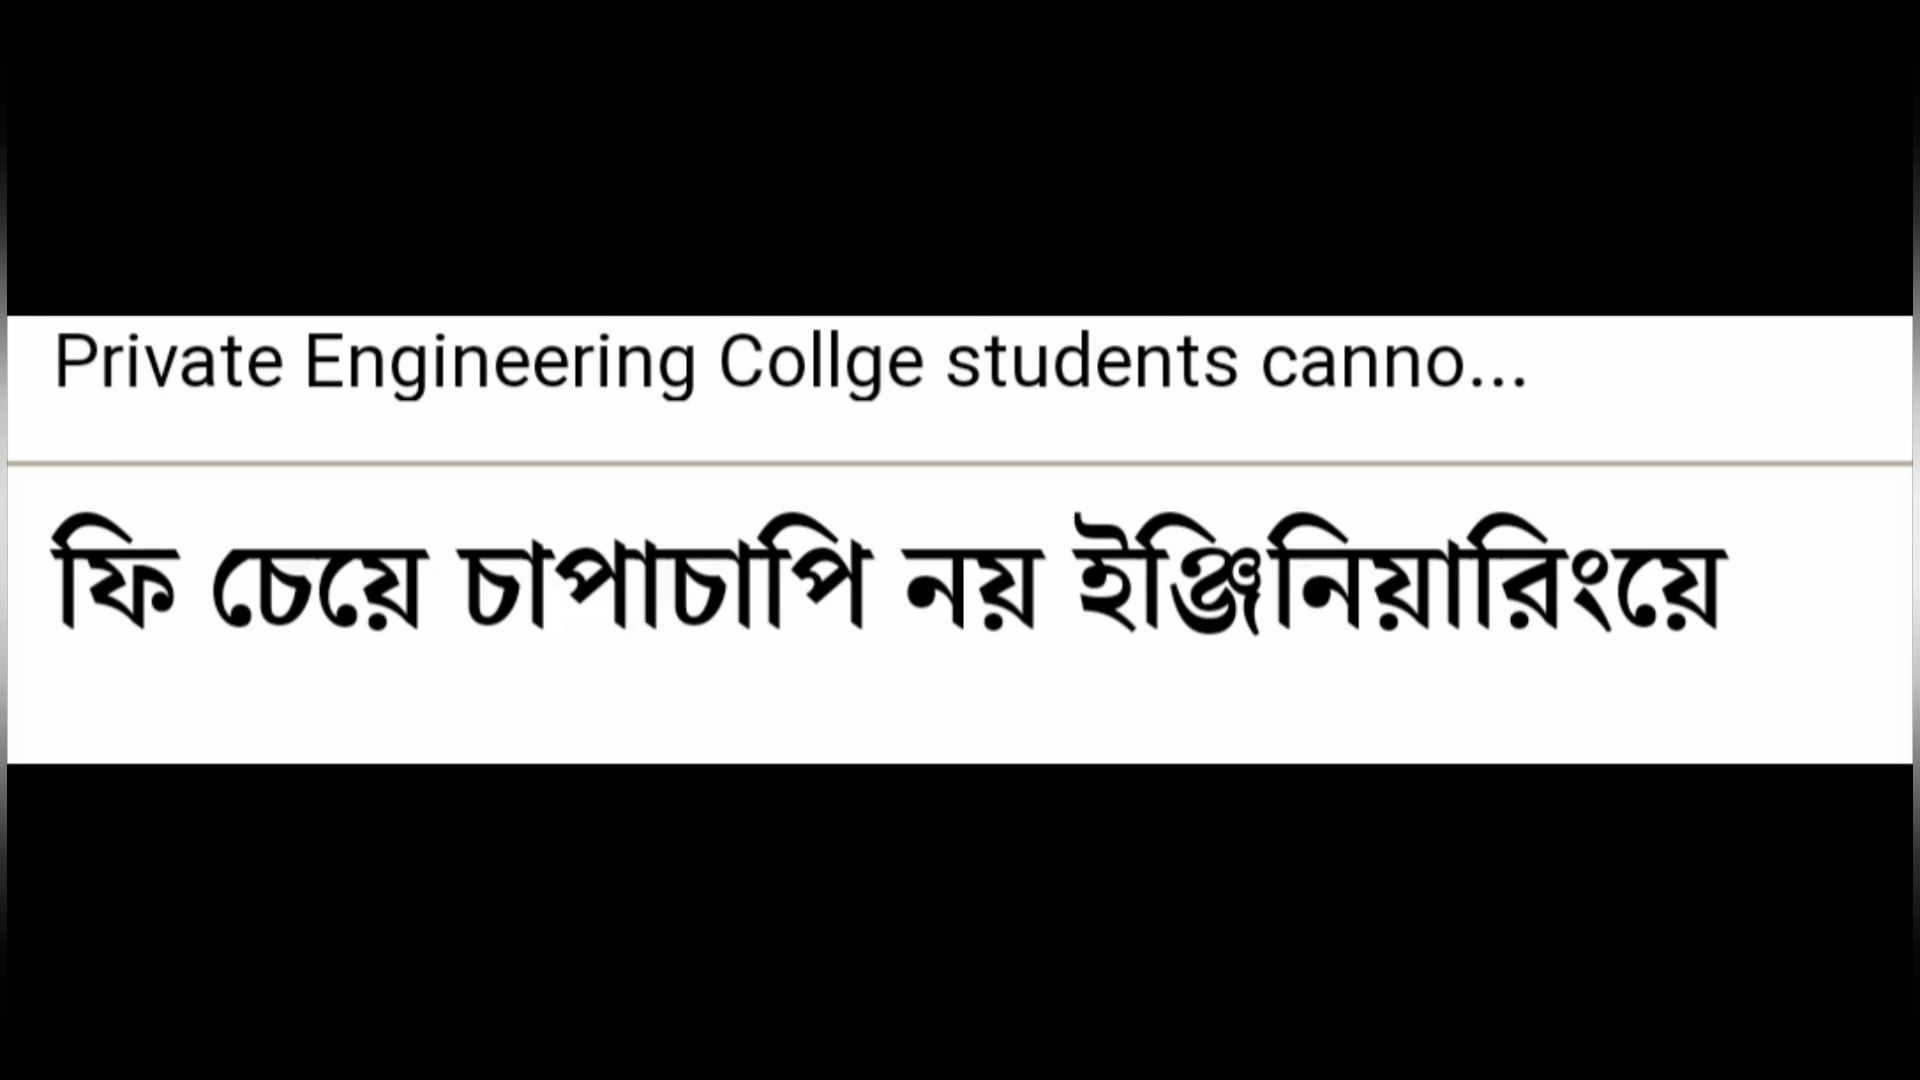 Private Engineering Collge students canno...
ফি চেয়ে চাপাচাপি নয় ইঞ্জিনিয়ারিংয়ে